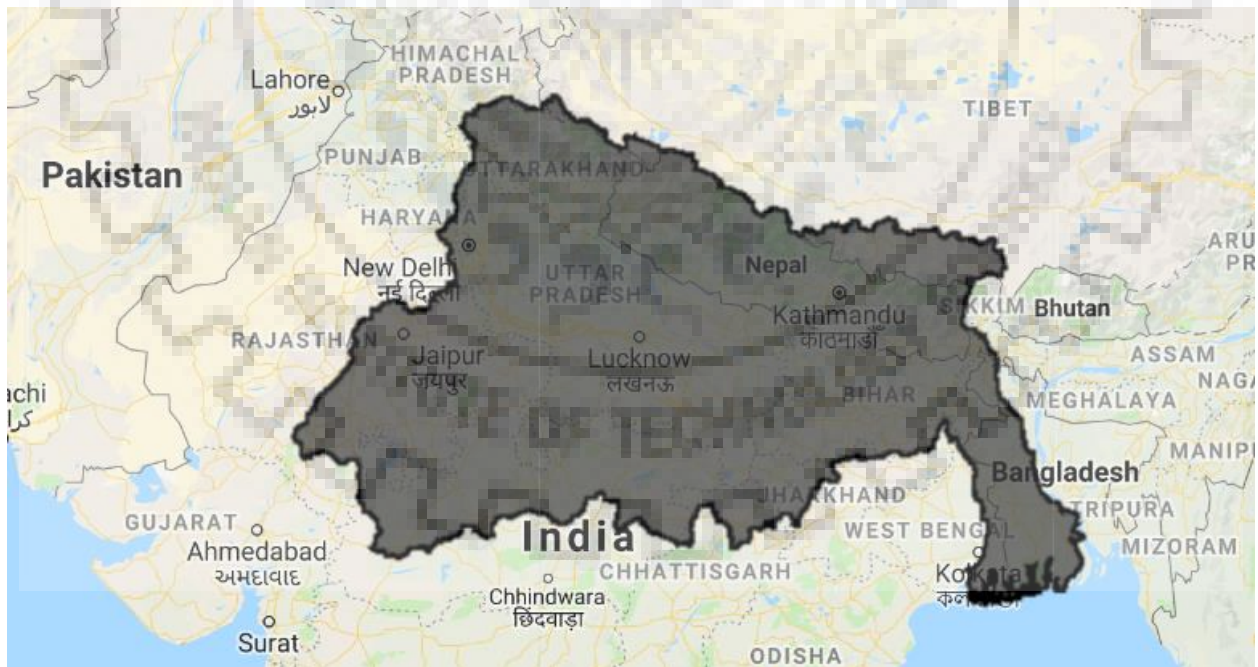 HIMACHAL
PRADESH
Lahore
لاہور
TIBET
PUNJAB
Pakistan
UTTARAKHAND
HARYANA
New Delhi
नई दिल्ली
UTTAR
PRADESH
Nepal
Kathmandu
काठमाडौँ
SIKKIM
Bhutan
ARU
PR
RAJASTHAN
Jaipur
जयपुर
Lucknow
लखनऊ
BIHAR
ASSAM
NAGA
MEGHALAYA
achi
MANIPU
Bangladesh
JHARKHAND
WEST BENGAL
TRIPURA
MIZORAM
GUJARAT
Ahmedabad
અમદાવાદ
India
CHHATTISGARH
Chhindwara
छिंदवाड़ा
Kolkata
Surat
ODISHA